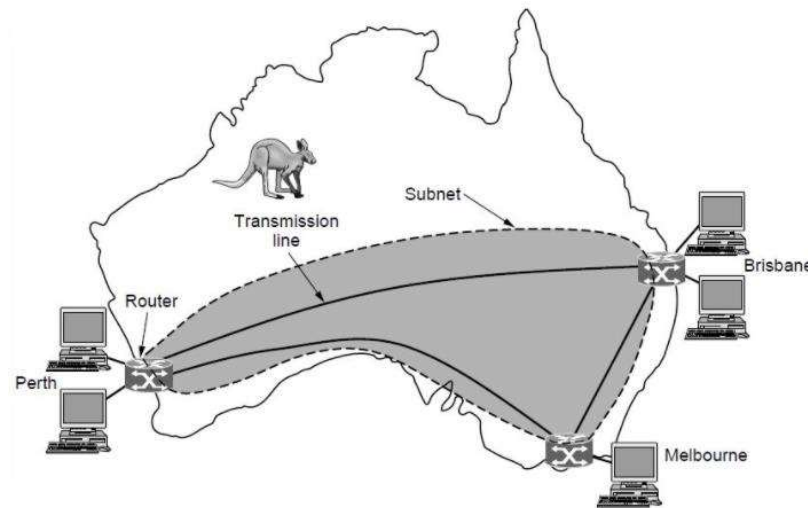 Subnet
Transmission
line
Brisbane
Router
Perth
Melbourne